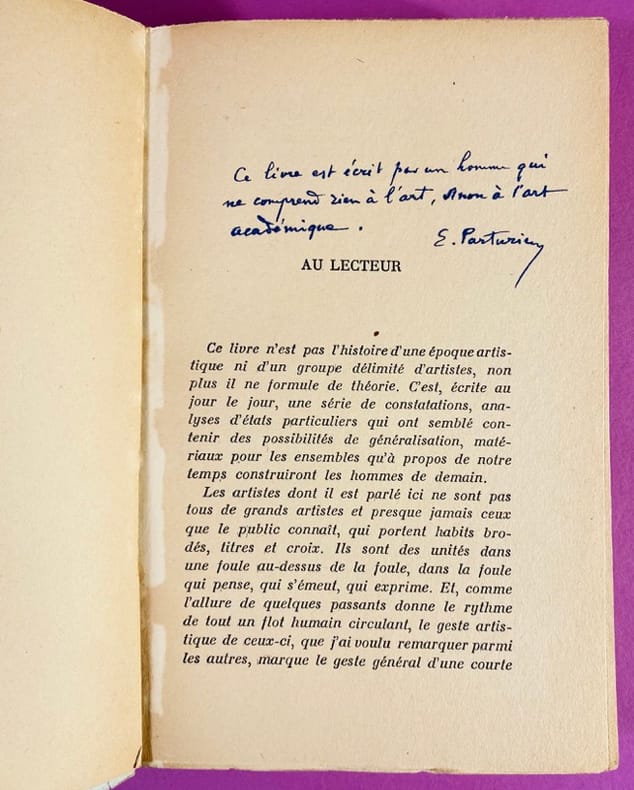 Ce livre est écrit par un homme qui
ne comprend rien à l'art, sinon à l'art
académique.
E. Parturier
AU LECTEUR
Ce livre n'est pas l'histoire d'une époque artis-
tique ni d'un groupe délimité d'artistes, non
plus il ne formule de théorie. C'est, écrite au
jour le jour, une série de constatations, ana-
lyses d'états particuliers qui ont semblé con-
tenir des possibilités de généralisation, maté-
riaux pour les ensembles qu'à propos de notre
temps construiront les hommes de demain.
Les artistes dont il est parlé ici ne sont pas
tous de grands artistes et presque jamais ceux
que le public connaît, qui portent habits bro-
dés, titres et croix. Ils sont des unités dans
une foule au-dessus de la foule, dans la foule
qui pense, qui s'émeut, qui exprime. Et, comme
l'allure de quelques passants donne le rythme
de tout un flot humain circulant, le geste artis-
tique de ceux-ci, que j'ai voulu remarquer parmi
les autres, marque le geste général d'une courte